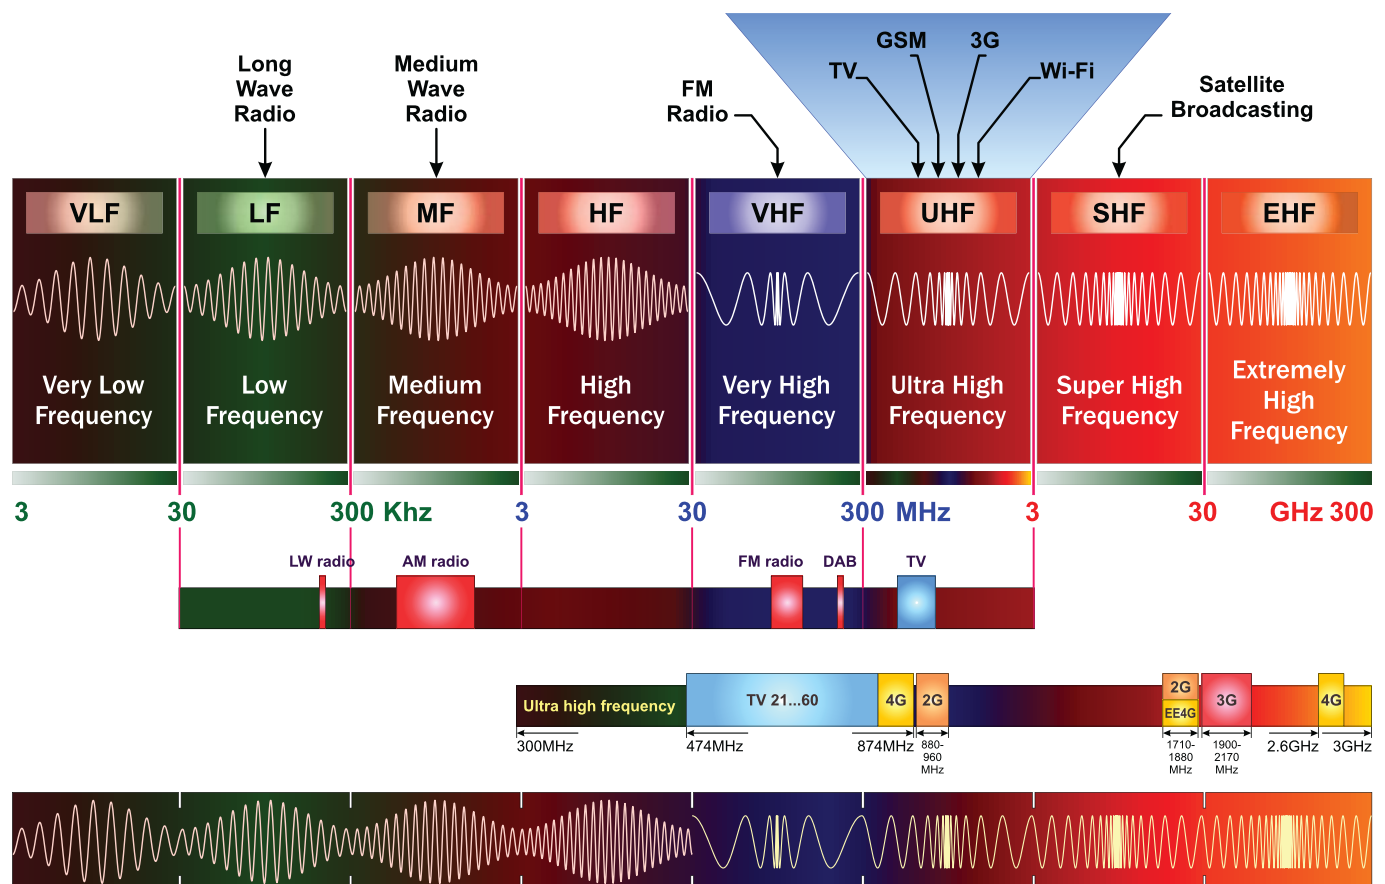 GSM
3G
TV
Wi-Fi
Long
Wave
Radio
Medium
Wave
Radio
FM
Radio
Satellite
Broadcasting
VLF
LF
MF
HF
VHF
UHF
SHF
EHF
Very Low
Frequency
Low
Frequency
Medium
Frequency
High
Frequency
Very High
Frequency
Ultra High
Frequency
Super High
Frequency
Extremely
High
Frequency
3
30
300 Khz
3
30
300 MHz
3
30
GHz 300
LW radio
AM radio
FM radio
DAB
TV
Ultra high frequency
TV 21...60
4G
2G
2G
EE4G
3G
4G
300MHz
474MHz
874MHz
880-
960
MHz
1710-
1880
MHz
1900-
2170
MHz
2.6GHz
3GHz